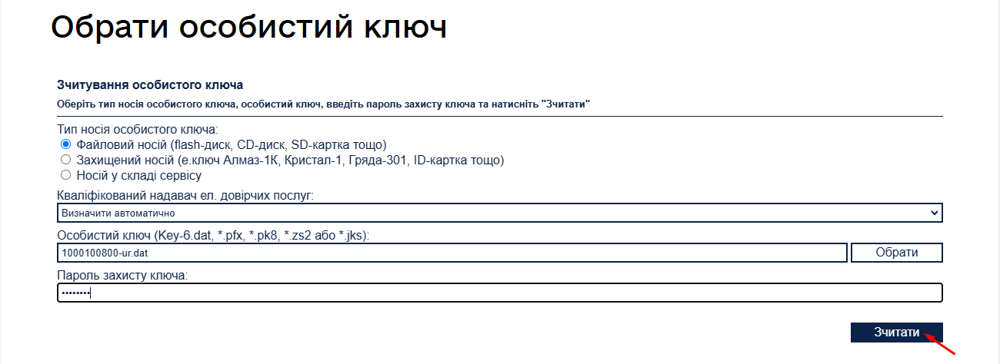 Обрати особистий ключ
Зчитування особистого ключа
Оберіть тип носія особистого ключа, особистий ключ, введіть пароль захисту ключа та натисніть "Зчитати"
Тип носія особистого ключа:
Файловий носій (flash-диск, CD-диск, SD-картка тощо)
Захищений носій (е.ключ Алмаз-1К, Кристал-1, Гряда-301, ID-картка тощо)
Носій у складі сервісу
Кваліфікований надавач ел. довірчих послуг:
Визначити автоматично
Особистий ключ (Key-6.dat, *.pfx, *.pk8, *.zs2 або *.jks):
1000100800-ur.dat Обрати
Пароль захисту ключа:
••••••••
Зчитати